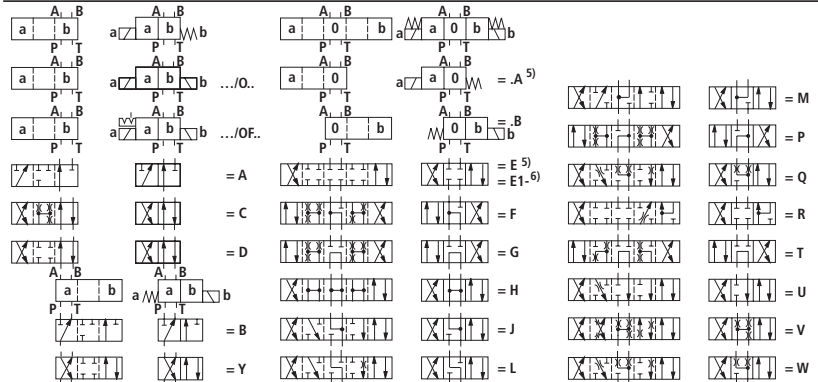 A B A B A B A B
a b a b b a 0 b a a 0 b b
P T P T P T P T
A B A B A B A B
a b a a b b .../O.. a 0 a a 0 = .A 5)
P T P T P T P T
= M
A B A B A B A B
a b a a b b .../OF.. 0 b 0 b b = .B
P T P T P T P T
= P
= A
= E 5)
= E1- 6)
= Q
= C = F = R
= D = G = T
A B A B
a b a a b b
P T P T
= H = U
= B = J = V
= Y = L = W